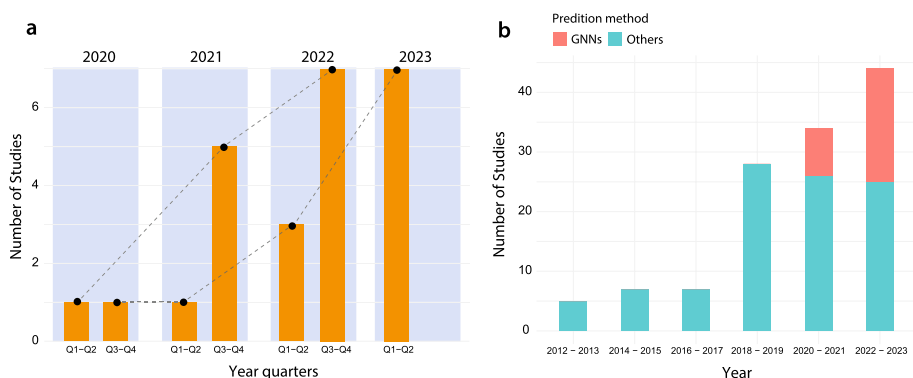 a
2020 2021 2022 2023
Number of Studies
6
4
2
0
Q1–Q2 Q3–Q4 Q1–Q2 Q3–Q4 Q1–Q2 Q3–Q4 Q1–Q2
Year quarters
b
Predition method
GNNs Others
Number of Studies
40
30
20
10
0
2012 – 2013 2014 – 2015 2016 – 2017 2018 – 2019 2020 – 2021 2022 – 2023
Year